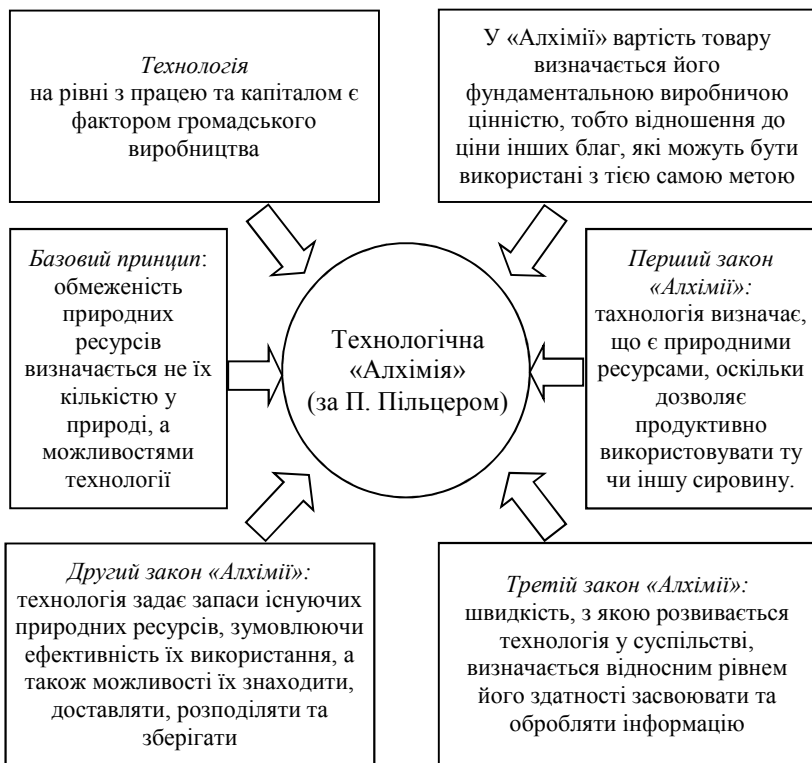 Технологія
на рівні з працею та капіталом є
фактором громадського
виробництва
У «Алхімії» вартість товару
визначається його
фундаментальною виробничою
цінністю, тобто відношення до
ціни інших благ, які можуть бути
використані з тією самою метою
Базовий принцип:
обмеженість
природних
ресурсів
визначається не їх
кількістю у
природі, а
можливостями
технології
Технологічна
«Алхімія»
(за П. Пільцером)
Перший закон
«Алхімії»:
тахнологія визначає,
що є природними
ресурсами, оскільки
дозволяє
продуктивно
використовувати ту
чи іншу сировину.
Другий закон «Алхімії»:
технологія задає запаси існуючих
природних ресурсів, зумовлюючи
ефективність їх використання, а
також можливості їх знаходити,
доставляти, розподіляти та
зберігати
Третій закон «Алхімії»:
швидкість, з якою розвивається
технологія у суспільстві,
визначається відносним рівнем
його здатності засвоювати та
обробляти інформацію